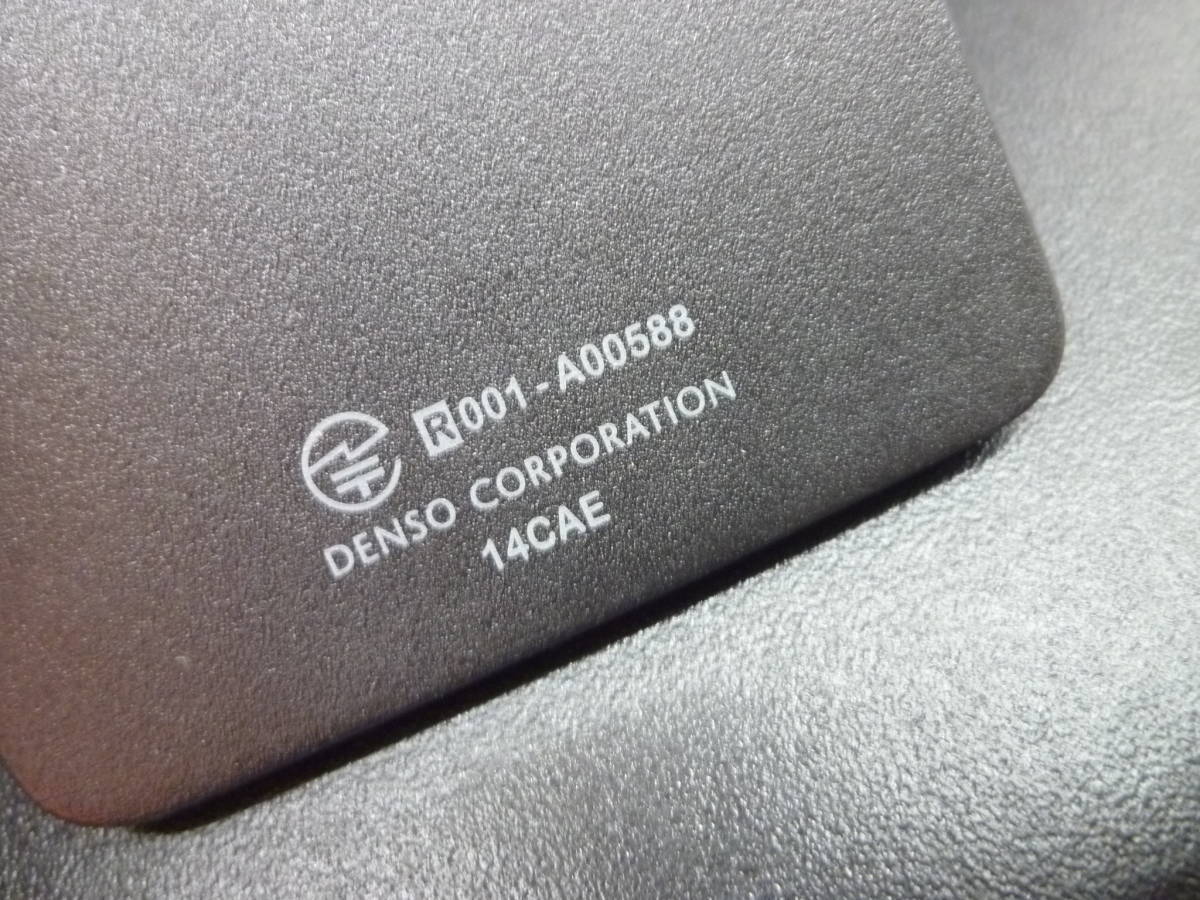 R001-A00588
DENSO CORPORATION
14CAE